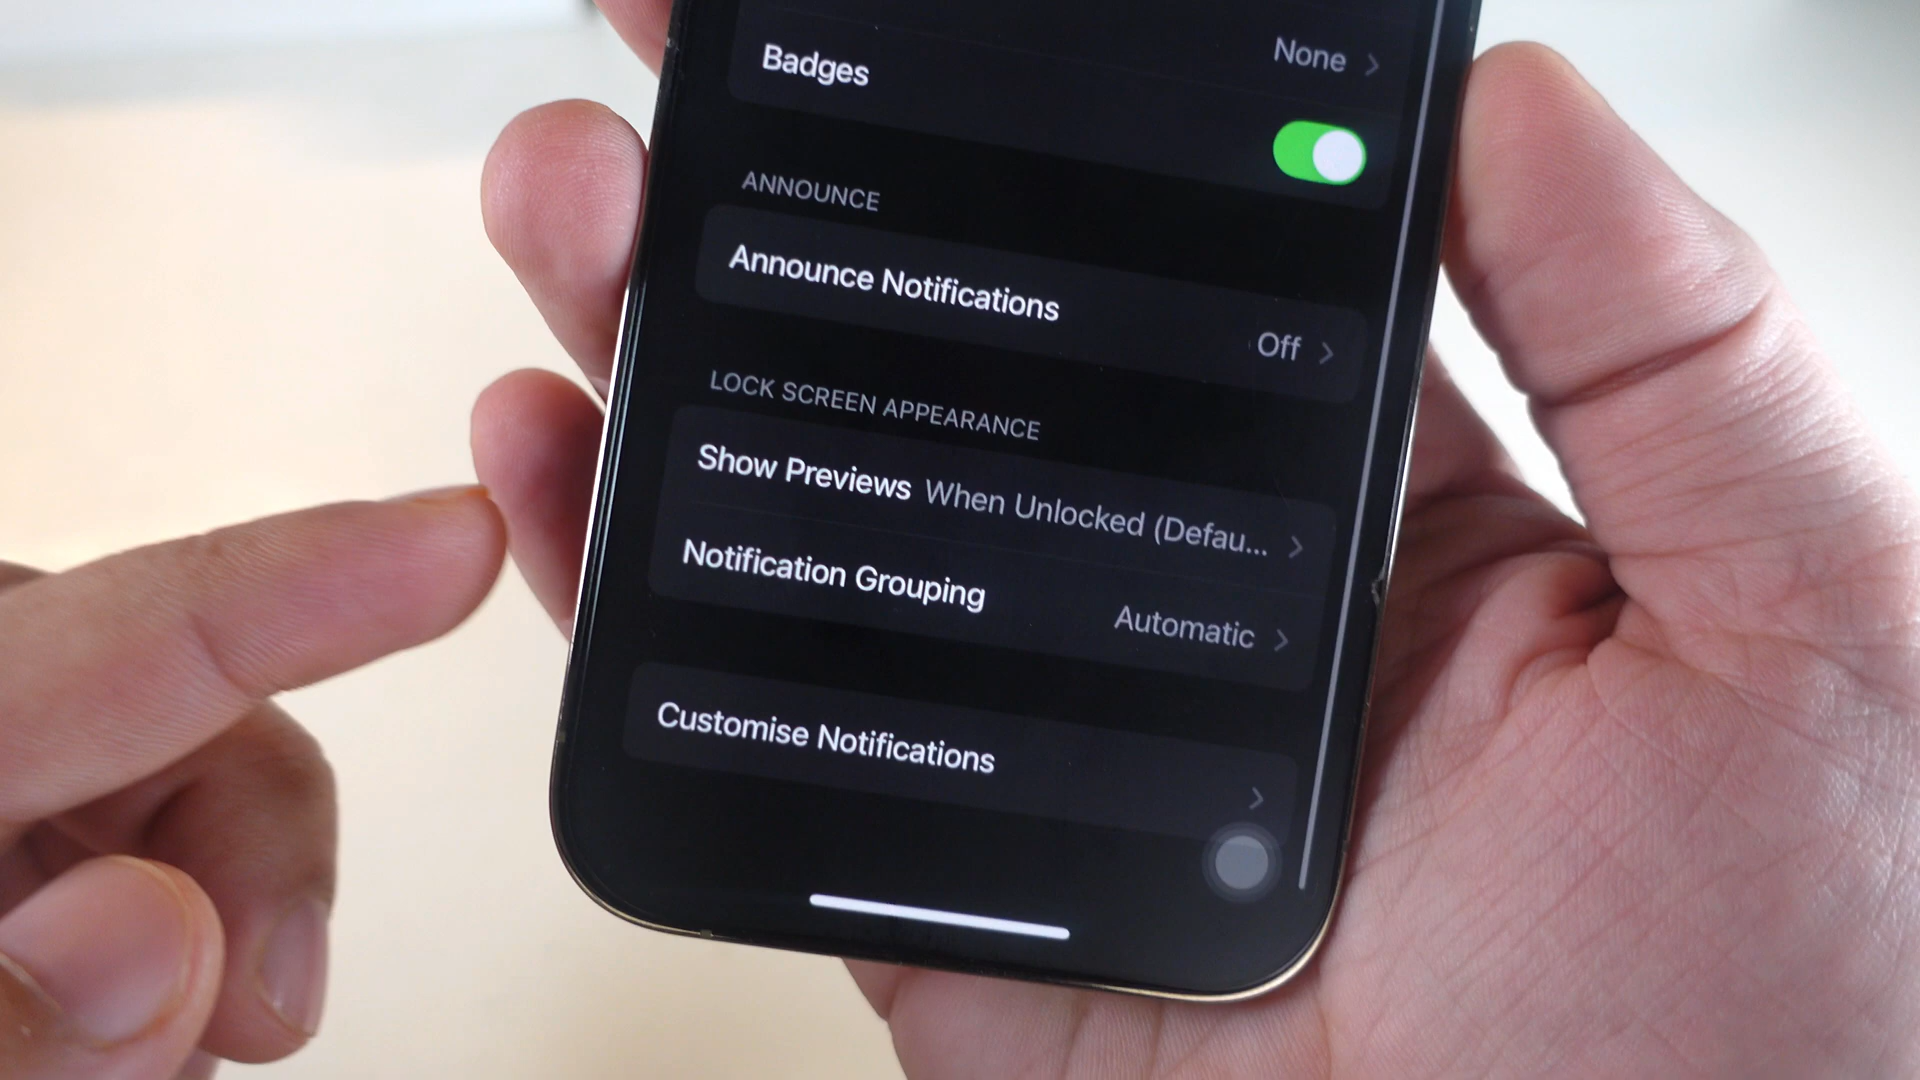 None
Badges
ANNOUNCE
Announce Notifications
Off
LOCK SCREEN APPEARANCE
Show Previews When Unlocked (Defau...
Notification Grouping Automatic
Customise Notifications